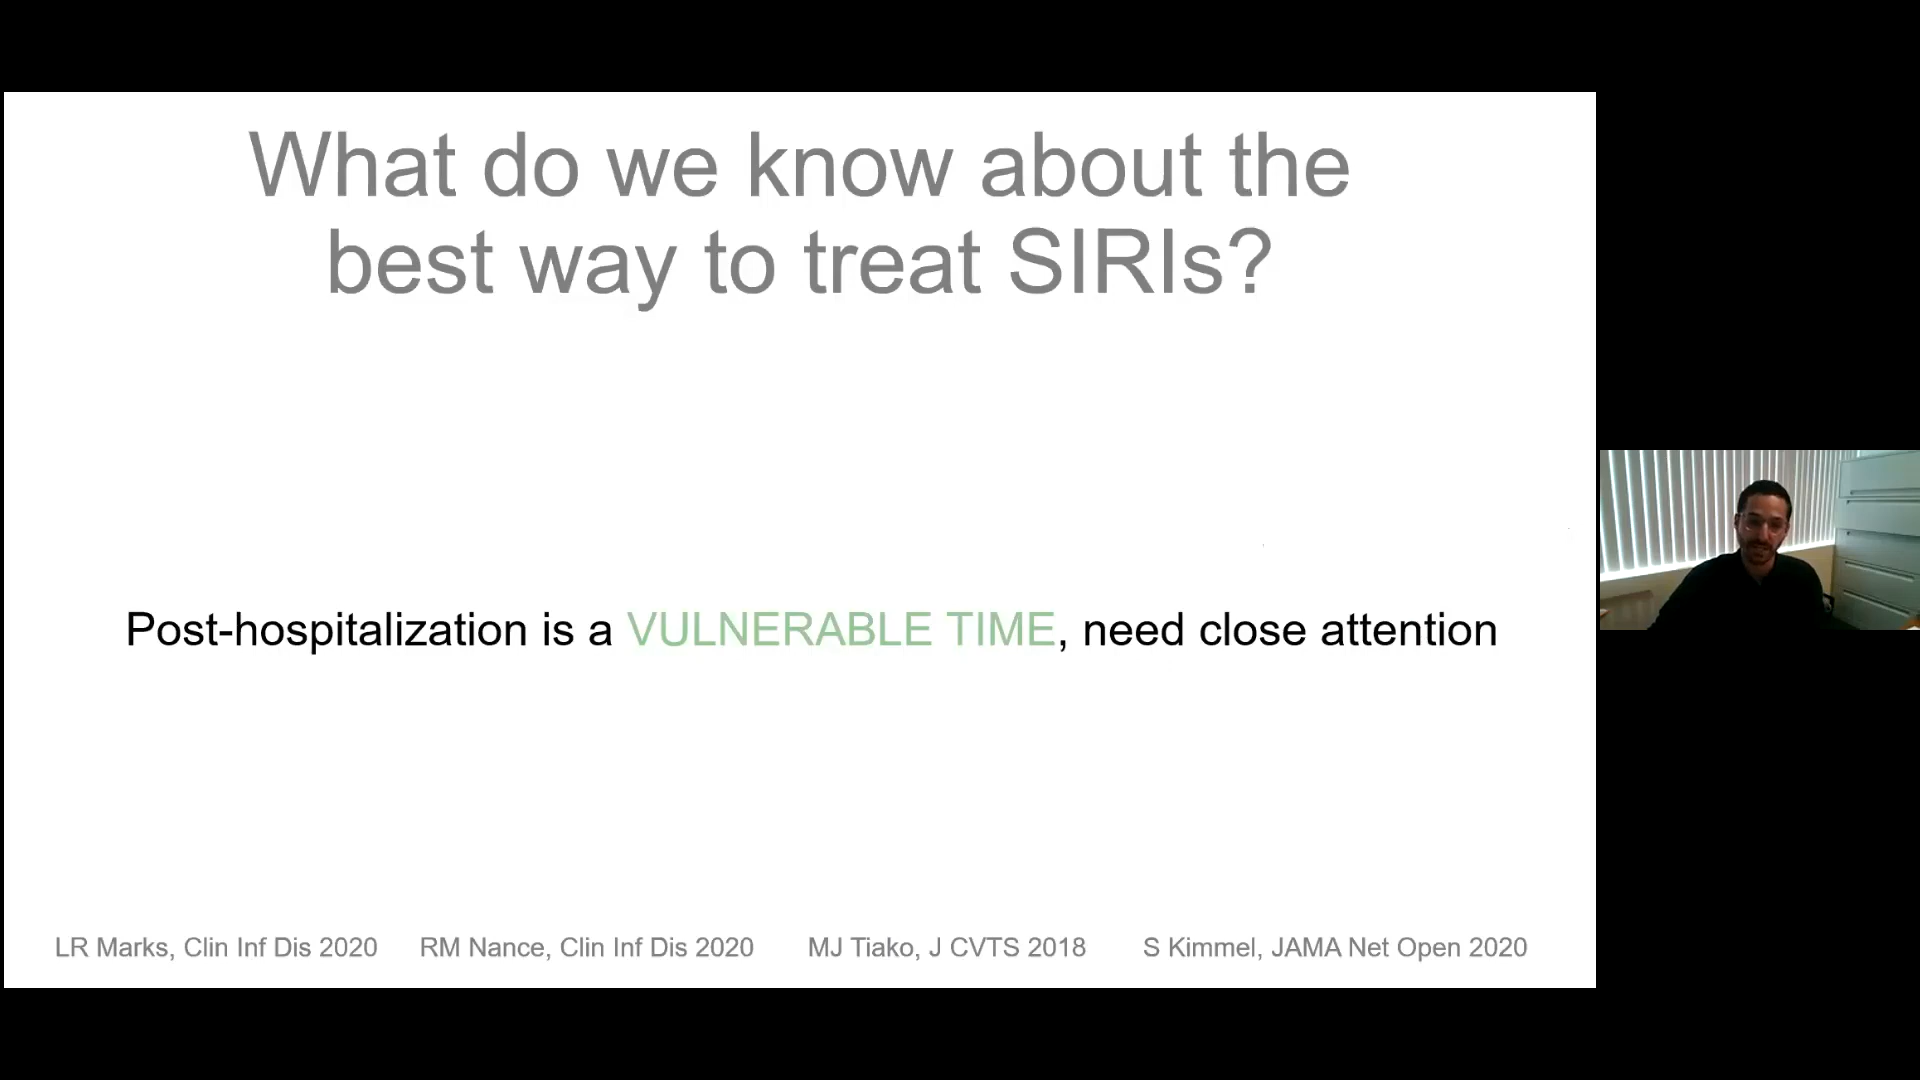 What do we know about the
best way to treat SIRIs?
Post-hospitalization is a VULNERABLE TIME, need close attention
LR Marks, Clin Inf Dis 2020 RM Nance, Clin Inf Dis 2020 MJ Tiako, J CVTS 2018 S Kimmel, JAMA Net Open 2020